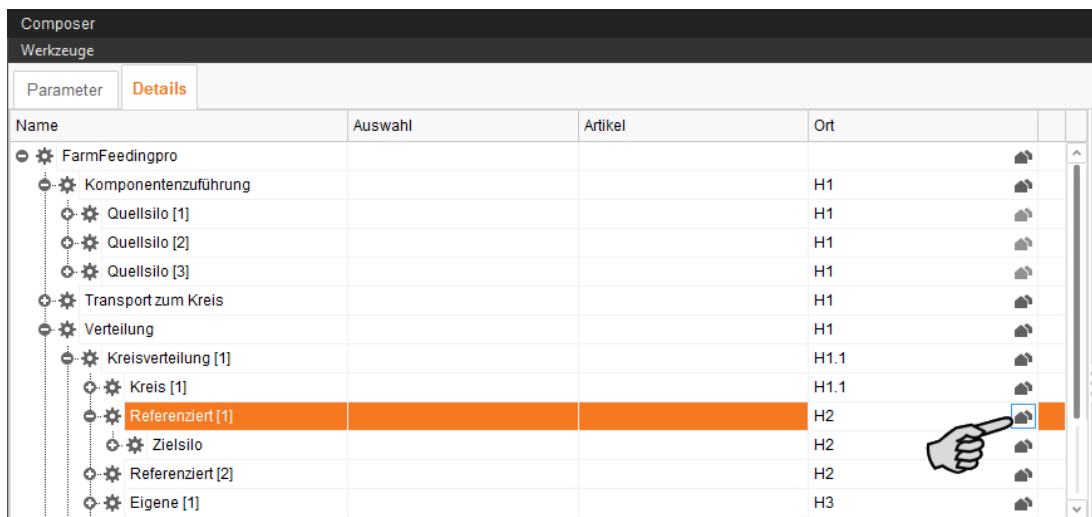 Composer
Werkzeuge
Parameter Details
Name Auswahl Artikel Ort
FarmFeedingpro
Komponentenzuführung H1
Quellsilo [1] H1
Quellsilo [2] H1
Quellsilo [3] H1
Transport zum Kreis H1
Verteilung H1
Kreisverteilung [1] H1.1
Kreis [1] H1.1
Referenziert [1] H2
Zielsilo H2
Referenziert [2] H2
Eigene [1] H3